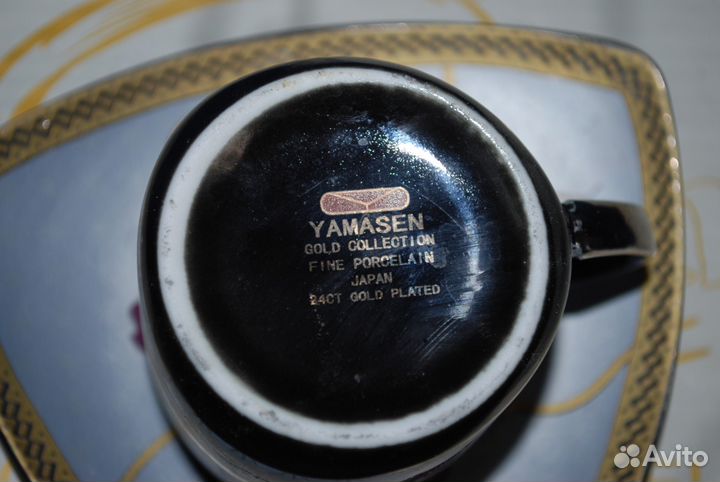 YAMASEN
GOLD COLLECTION
FINE PORCELAIN
JAPAN
24CT GOLD PLATED
Avito